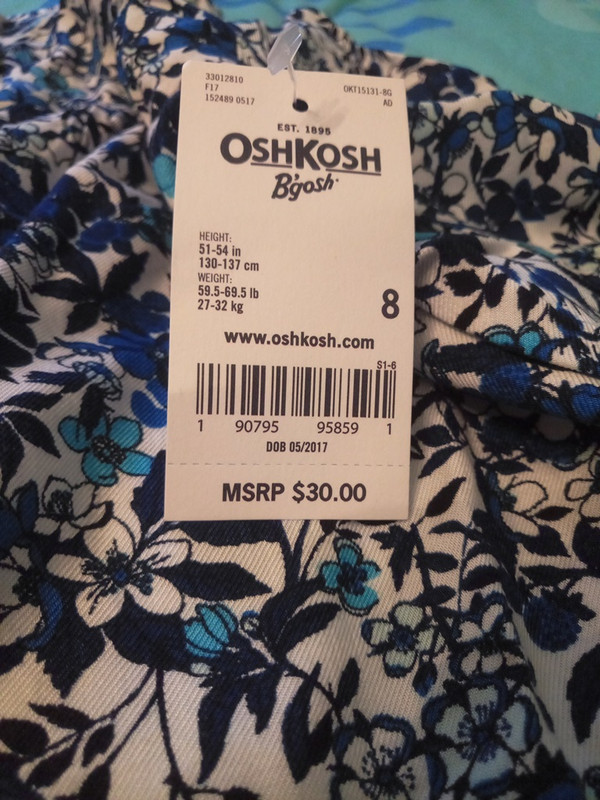 33012810
F17
152489 0517
OKT15131-8G
AD
EST. 1895
OSHKOSH
B'gosh
HEIGHT:
51-54 in
130-137 cm
WEIGHT:
59.5-69.5 lb
27-32 kg
8
www.oshkosh.com
S1-6
1 90795 95859 1
DOB 05/2017
MSRP $30.00